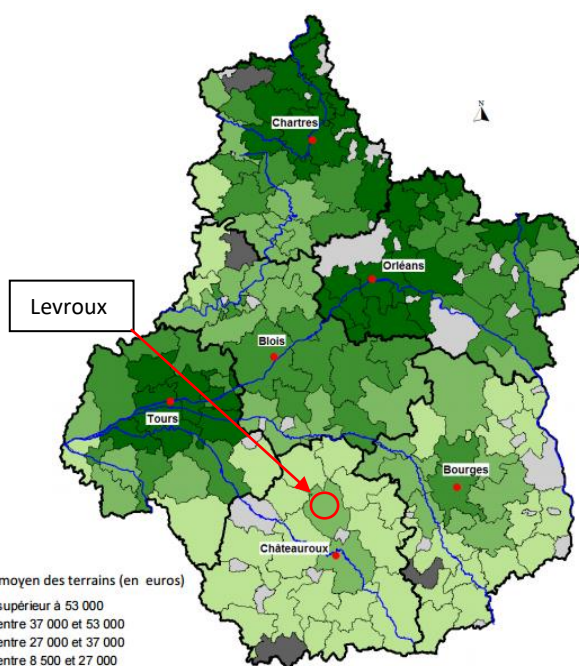 N
Chartres
Orléans
Levroux
Blois
Tours
Bourges
Châteauroux
moyen des terrains (en euros)
supérieur à 53 000
entre 37 000 et 53 000
entre 27 000 et 37 000
entre 8 500 et 27 000